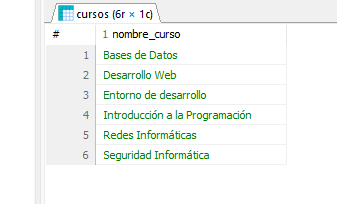 cursos (6r × 1c)
# 1 nombre_curso
1 Bases de Datos
2 Desarrollo Web
3 Entorno de desarrollo
4 Introducción a la Programación
5 Redes Informáticas
6 Seguridad Informática